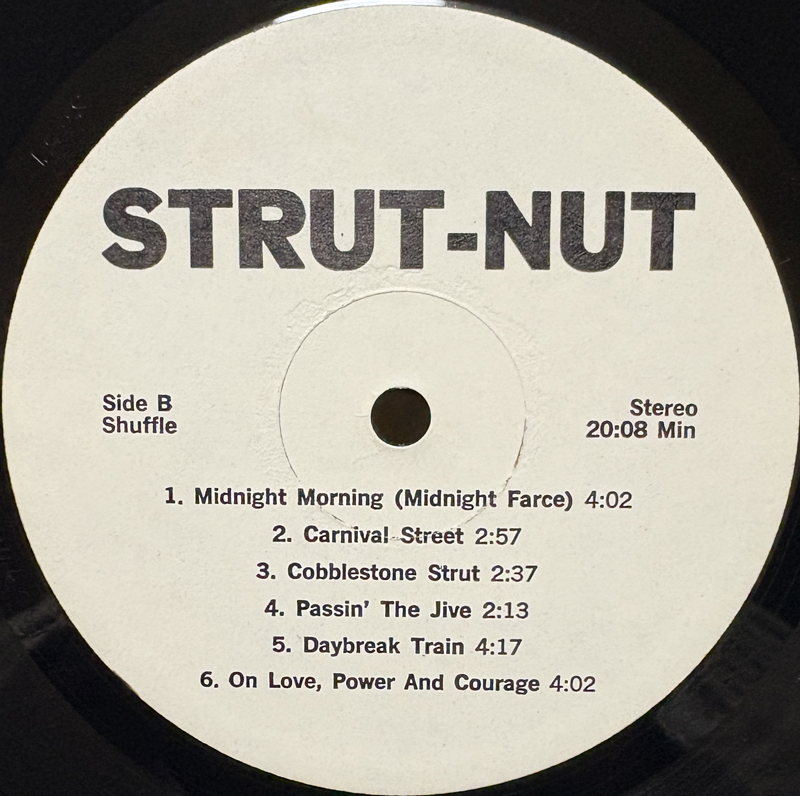 STRUT-NUT
Side B
Shuffle
Stereo
20:08 Min
1. Midnight Morning (Midnight Farce) 4:02
2. Carnival Street 2:57
3. Cobblestone Strut 2:37
4. Passin' The Jive 2:13
5. Daybreak Train 4:17
6. On Love, Power And Courage 4:02